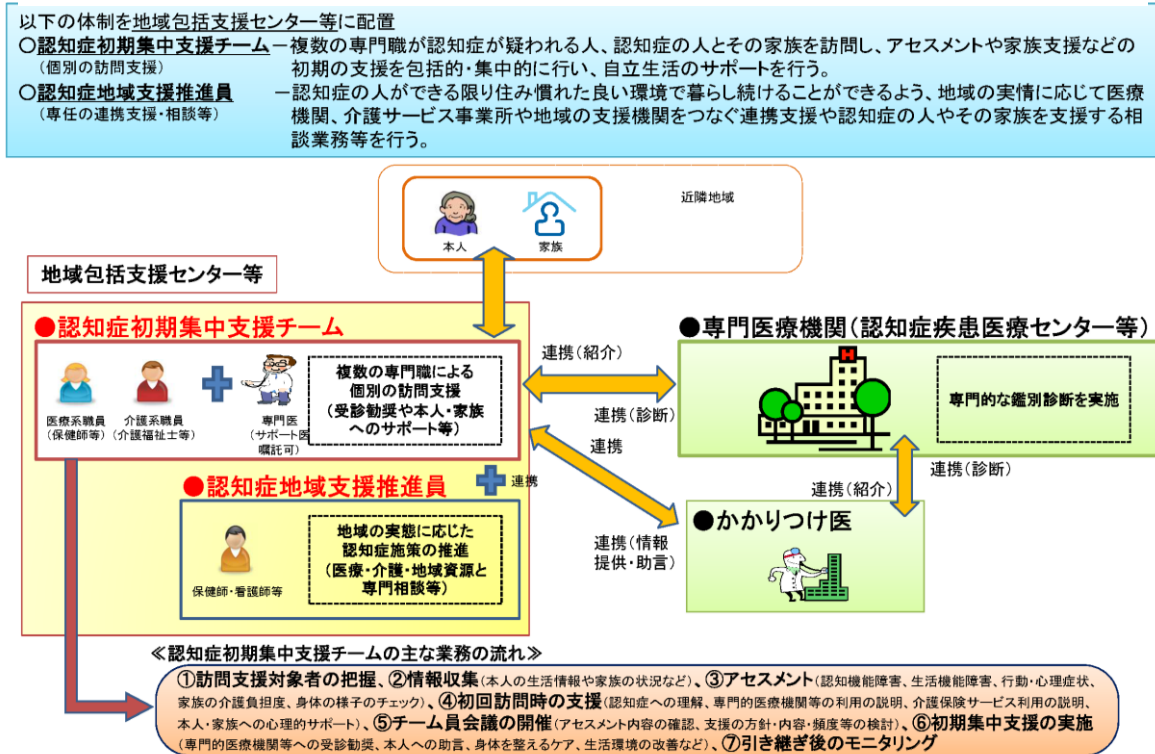 以下の体制を地域包括支援センター等に配置
○認知症初期集中支援チーム－複数の専門職が認知症が疑われる人、認知症の人とその家族を訪問し、アセスメントや家族支援などの
(個別の訪問支援)
初期の支援を包括的・集中的に行い、自立生活のサポートを行う。
○認知症地域支援推進員
－認知症の人ができる限り住み慣れた良い環境で暮らし続けることができるよう、地域の実情に応じて医療
(専任の連携支援・相談等)
機関、介護サービス事業所や地域の支援機関をつなぐ連携支援や認知症の人やその家族を支援する相
談業務等を行う。
近隣地域
本人
家族
地域包括支援センター等
●認知症初期集中支援チーム
医療系職員
(保健師等)
介護系職員
(介護福祉士等)
専門医
(サポート医
嘱託可)
複数の専門職による
個別の訪問支援
(受診勧奨や本人・家族
へのサポート等)
●認知症地域支援推進員
連携
保健師・看護師等
地域の実態に応じた
認知症施策の推進
(医療・介護・地域資源と
専門相談等)
連携(紹介)
連携(診断)
連携
連携(情報
提供・助言)
●専門医療機関(認知症疾患医療センター等)
H
専門的な鑑別診断を実施
連携(診断)
連携(紹介)
●かかりつけ医
≪認知症初期集中支援チームの主な業務の流れ≫
①訪問支援対象者の把握、②情報収集(本人の生活情報や家族の状況など)、③アセスメント(認知機能障害、生活機能障害、行動・心理症状、
家族の介護負担度、身体の様子のチェック)、④初回訪問時の支援(認知症への理解、専門的医療機関等の利用の説明、介護保険サービス利用の説明、
本人・家族への心理的サポート)、⑤チーム員会議の開催(アセスメント内容の確認、支援の方針・内容・頻度等の検討)、⑥初期集中支援の実施
(専門的医療機関等への受診勧奨、本人への助言、身体を整えるケア、生活環境の改善など)、⑦引き継ぎ後のモニタリング